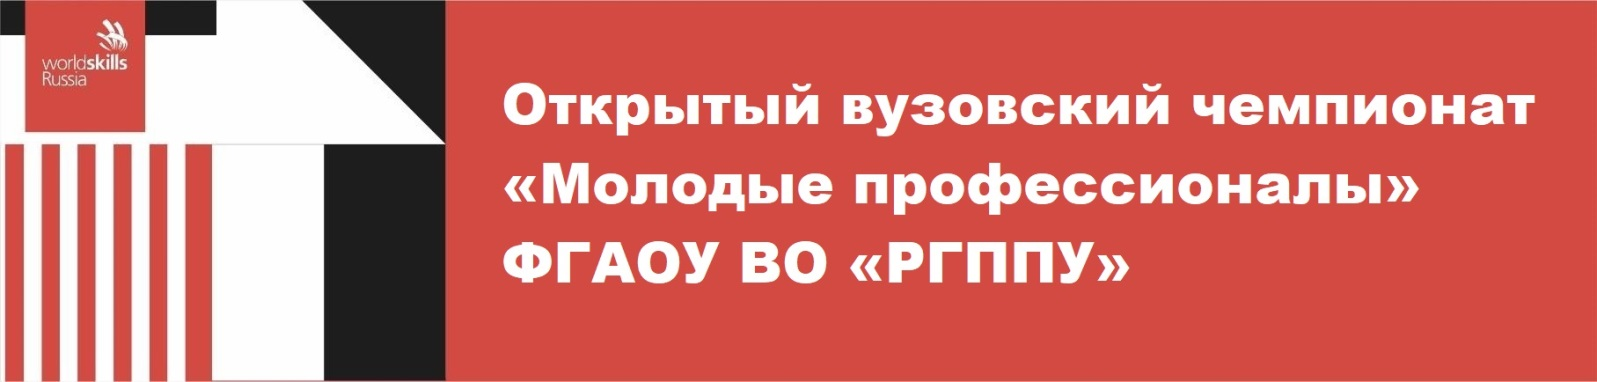 worldskills
Russia
Открытый вузовский чемпионат
«Молодые профессионалы»
ФГАОУ ВО «РГППУ»